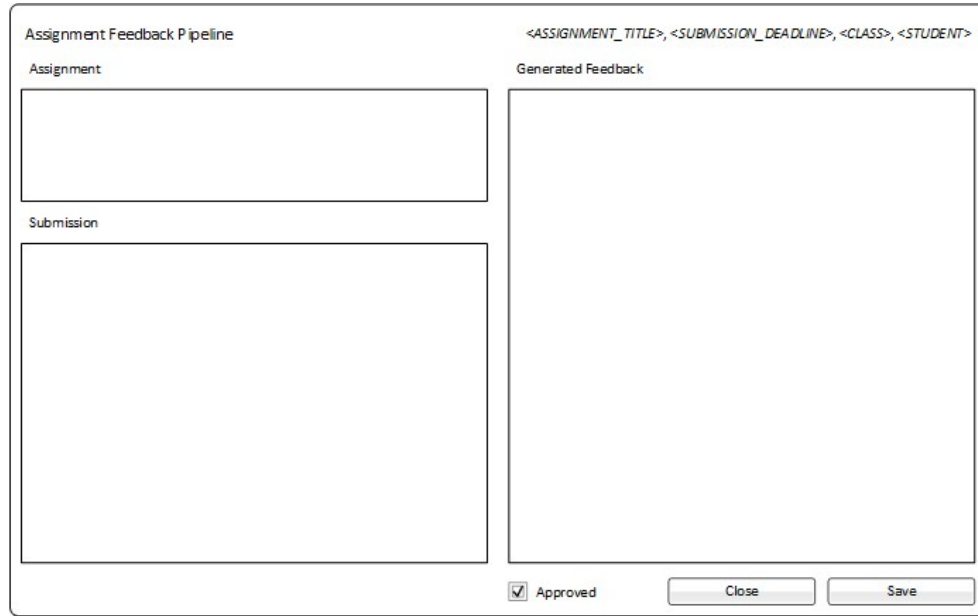 Assignment Feedback Pipeline
<ASSIGNMENT_TITLE>, <SUBMISSION_DEADLINE>, <CLASS>, <STUDENT>
Assignment
Generated Feedback
Submission
Approved
Close
Save